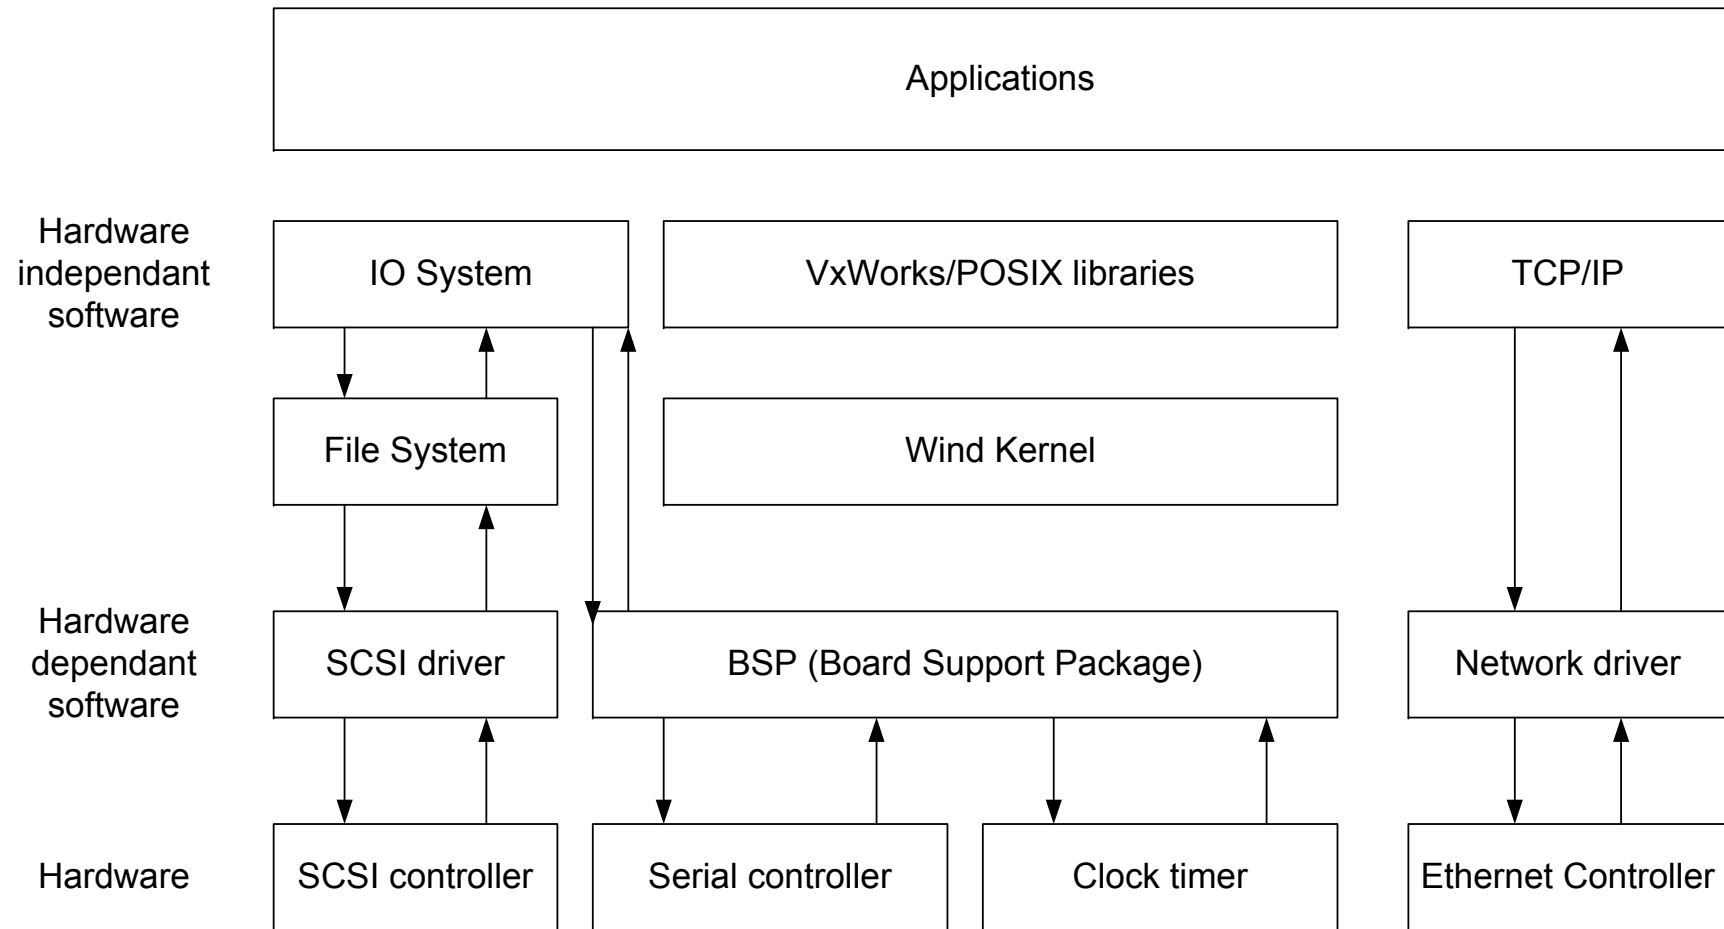 Applications
Hardware
independant
software
IO System
VxWorks/POSIX libraries
TCP/IP
File System
Wind Kernel
Hardware
dependant
software
SCSI driver
BSP (Board Support Package)
Network driver
Hardware
SCSI controller
Serial controller
Clock timer
Ethernet Controller